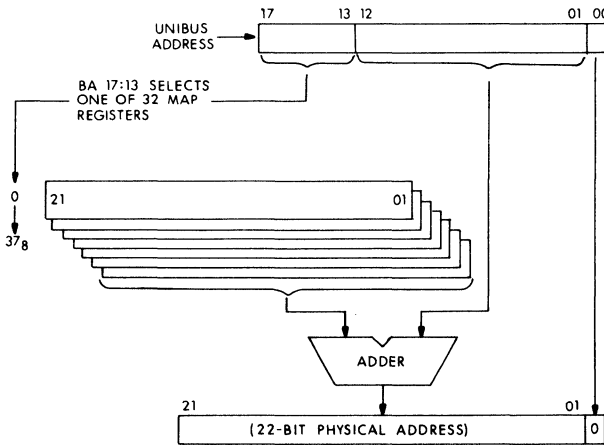 17 13 12 01 00
UNIBUS
ADDRESS
BA 17:13 SELECTS
ONE OF 32 MAP
REGISTERS
0
21 01
37₈
ADDER
21 01
(22-BIT PHYSICAL ADDRESS) 0